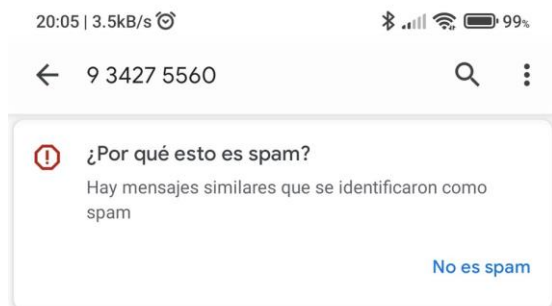 20:05 | 3.5kB/s 99%
9 3427 5560
¿Por qué esto es spam?
Hay mensajes similares que se identificaron como
spam
No es spam